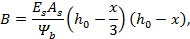 B = \frac{E_s A_s}{\Psi_b} \left( h_0 - \frac{x}{3} \right) (h_0 - x),